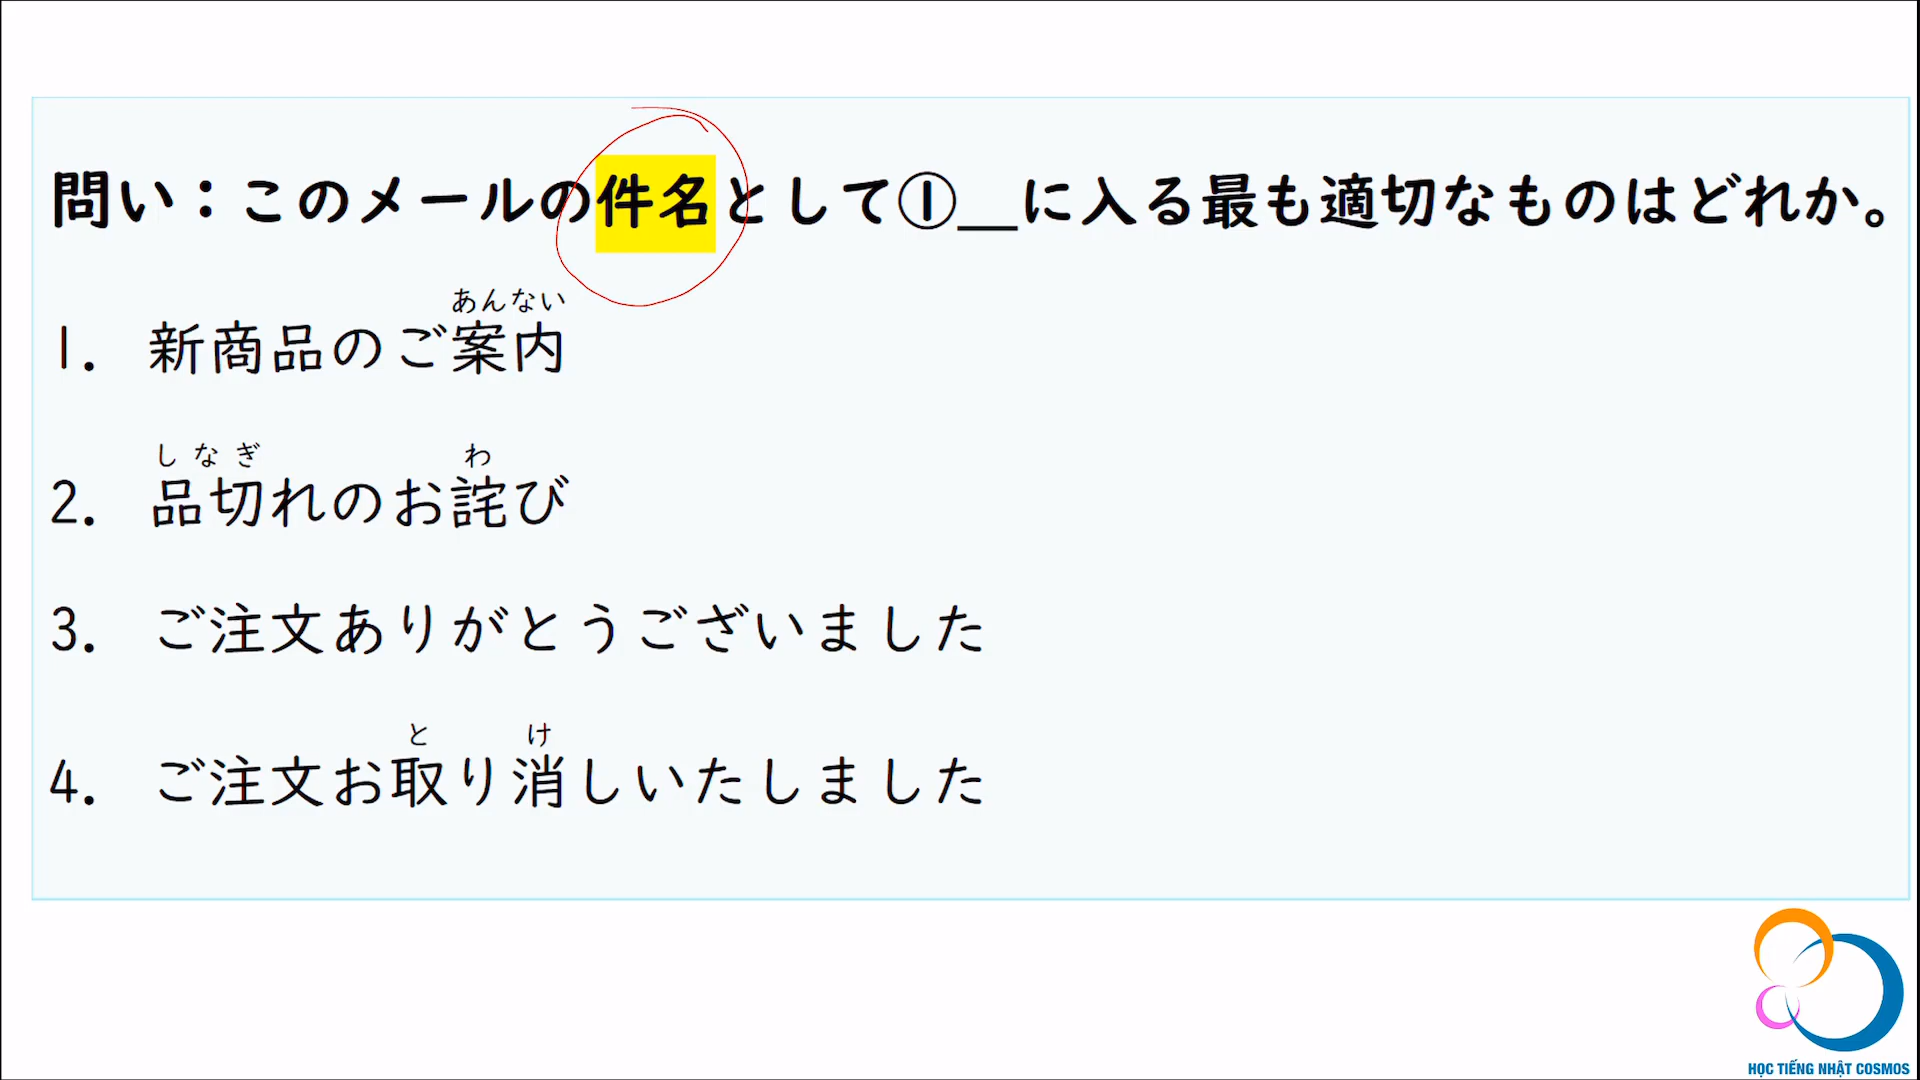 問い：このメールの件名として①__に入る最も適切なものはどれか。
あんない
1. 新商品のご案内
しなぎ わ
2. 品切れのお詫び
3. ご注文ありがとうございました
と け
4. ご注文お取り消しいたしました
HỌC TIẾNG NHẬT COSMOS